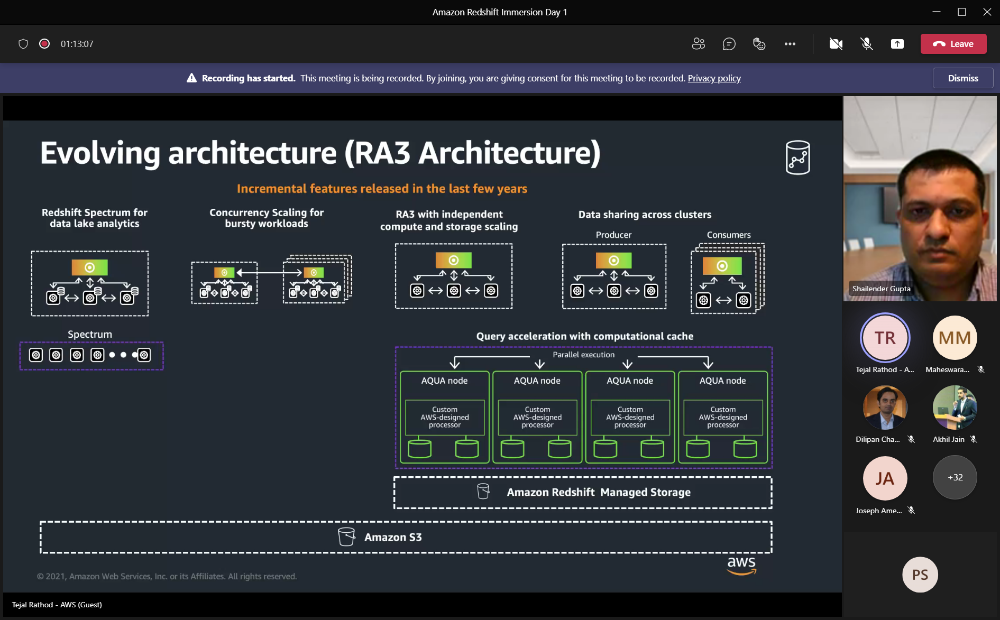 Amazon Redshift Immersion Day 1
01:13:07
Leave
Recording has started. This meeting is being recorded. By joining, you are giving consent for this meeting to be recorded. Privacy policy
Dismiss
Evolving architecture (RA3 Architecture)
Incremental features released in the last few years
Redshift Spectrum for
data lake analytics
Concurrency Scaling for
bursty workloads
RA3 with independent
compute and storage scaling
Data sharing across clusters
Producer
Consumers
Spectrum
Query acceleration with computational cache
Parallel execution
AQUA node
Custom
AWS-designed
processor
AQUA node
Custom
AWS-designed
processor
AQUA node
Custom
AWS-designed
processor
AQUA node
Custom
AWS-designed
processor
Amazon Redshift Managed Storage
Amazon S3
aws
© 2021, Amazon Web Services, Inc. or its Affiliates. All rights reserved.
Tejal Rathod - AWS (Guest)
Shailender Gupta
TR
Tejal Rathod - A...
MM
Maheswara...
Dilipan Cha...
Akhil Jain
JA
Joseph Ame...
+32
PS